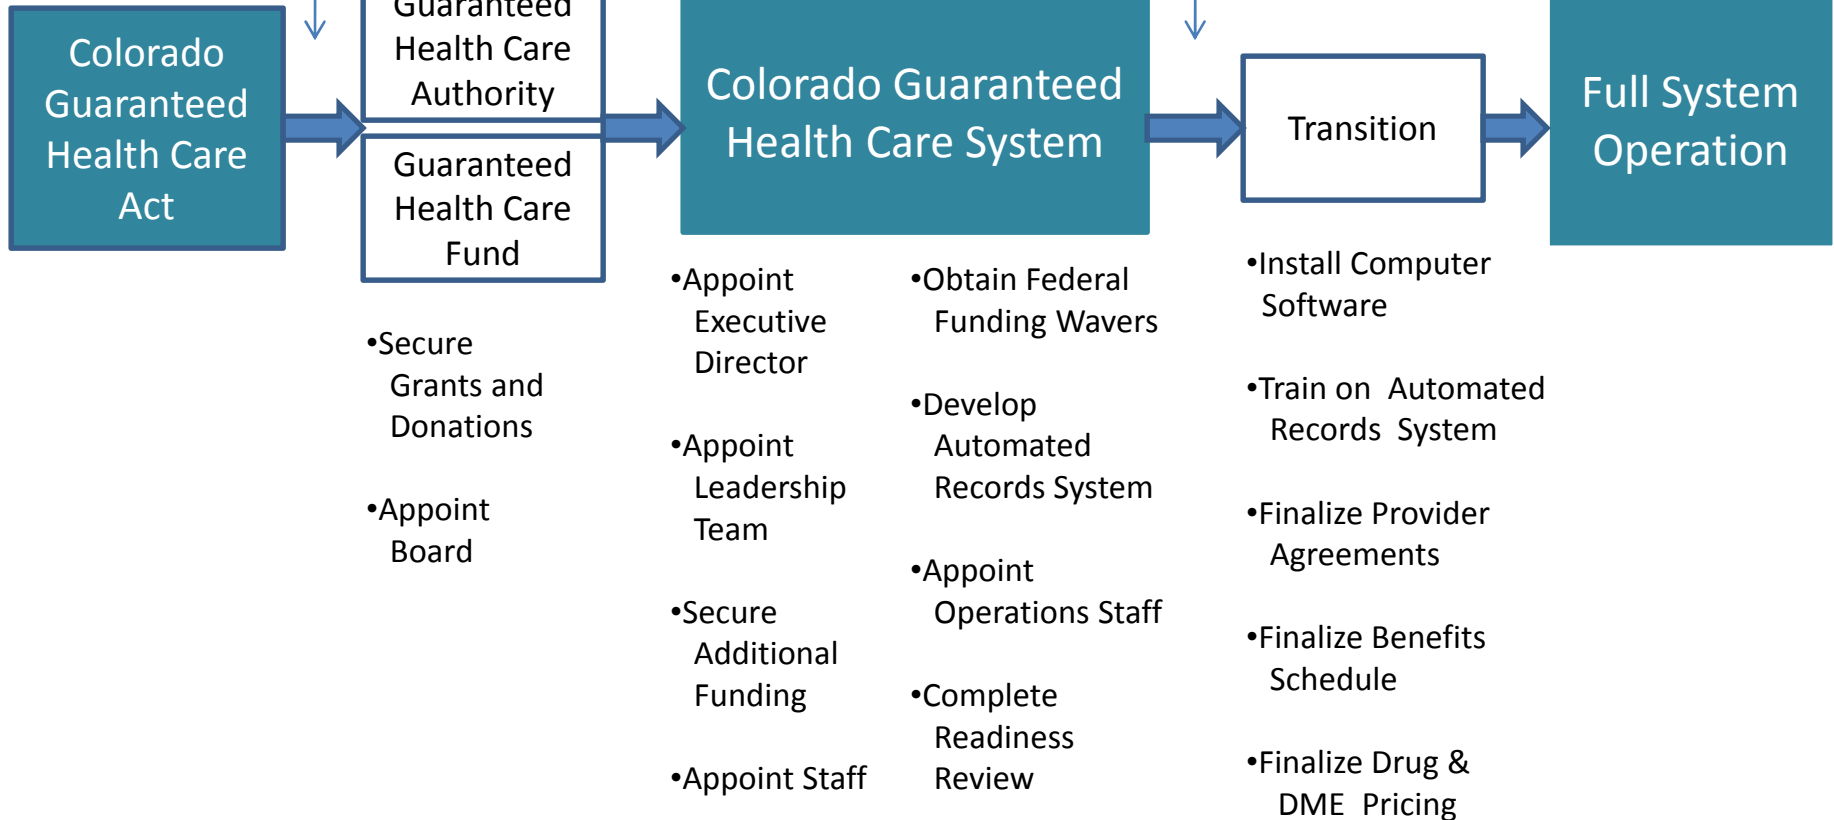 Colorado
Guaranteed
Health Care
Act
Guaranteed
Health Care
Authority
Guaranteed
Health Care
Fund
•Secure
Grants and
Donations
•Appoint
Board
Colorado Guaranteed
Health Care System
•Appoint
Executive
Director
•Appoint
Leadership
Team
•Secure
Additional
Funding
•Appoint Staff
•Obtain Federal
Funding Wavers
•Develop
Automated
Records System
•Appoint
Operations Staff
•Complete
Readiness
Review
Transition
•Install Computer
Software
•Train on Automated
Records System
•Finalize Provider
Agreements
•Finalize Benefits
Schedule
•Finalize Drug &
DME Pricing
Full System
Operation